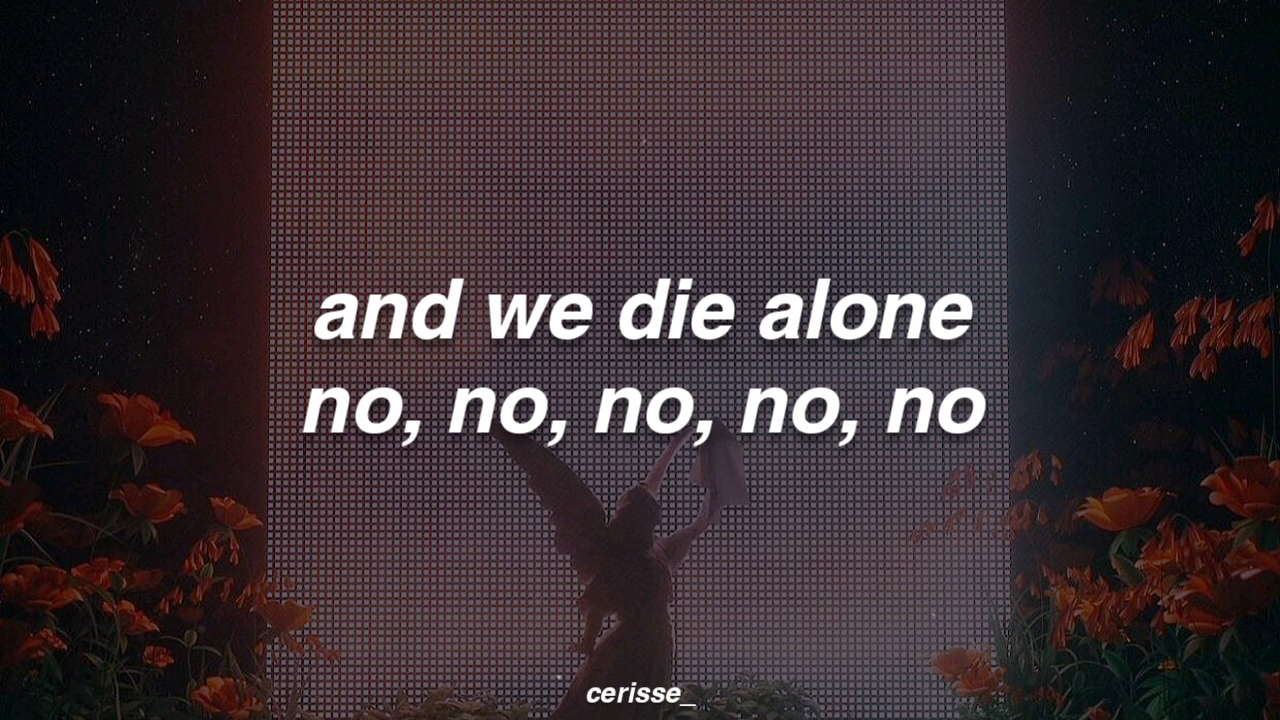 and we die alone
no, no, no, no, no
cerisse_